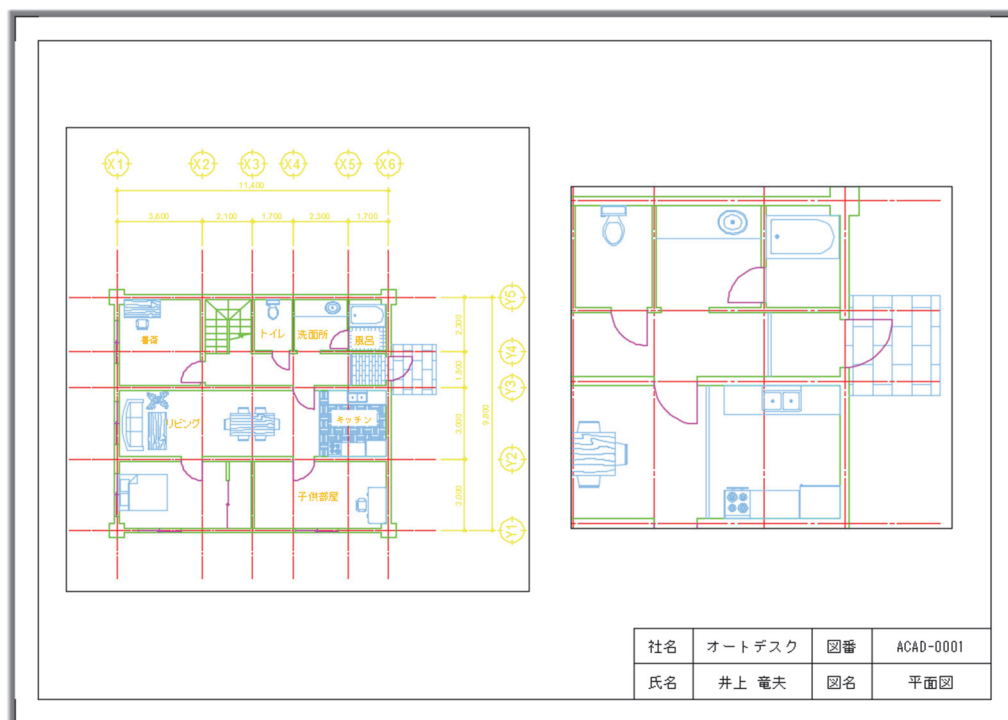 X1 X2 X3 X4 X5 X6
11,400
3,600 2,100 1,700 2,300 1,700
Y5
2,300
トイレ 洗面所 風呂
書斎
Y4
1,500
Y3
リビング キッチン
3,000
9,800
Y2
子供部屋
3,000
Y1
社名 オートデスク 図番 ACAD-0001
氏名 井上 竜夫 図名 平面図